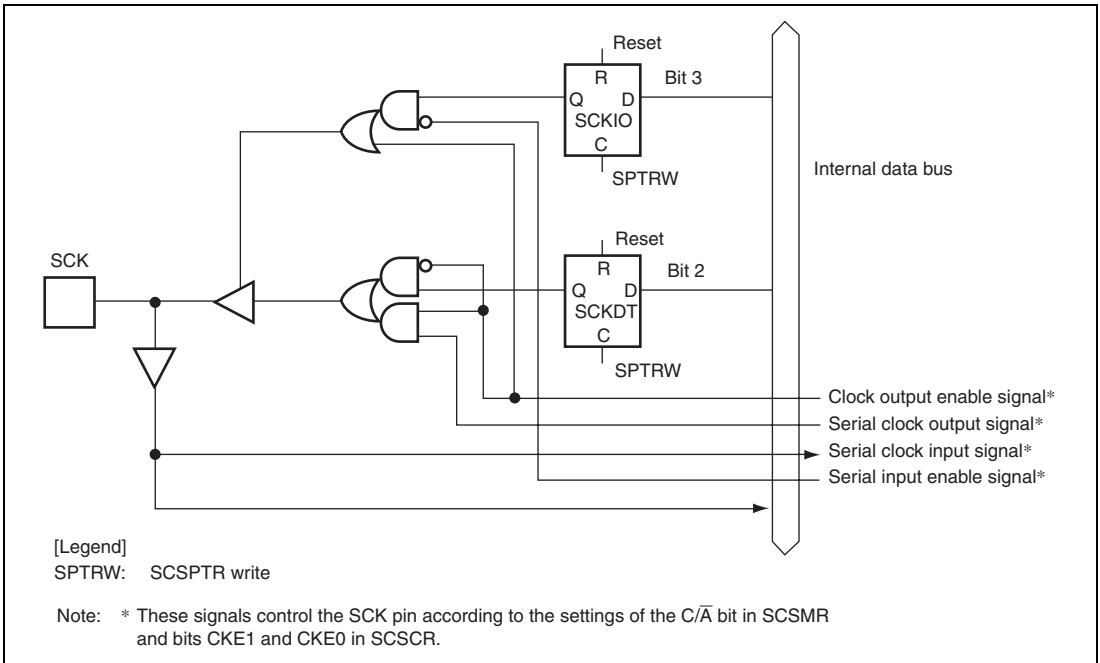 Reset
R
Bit 3
Q D
SCKIO
C
SPTRW
Internal data bus
Reset
R
Bit 2
Q D
SCKDT
C
SPTRW
SCK
Clock output enable signal*
Serial clock output signal*
Serial clock input signal*
Serial input enable signal*
[Legend]
SPTRW: SCSPTR write
Note: * These signals control the SCK pin according to the settings of the C/A̅ bit in SCSMR
and bits CKE1 and CKE0 in SCSCR.